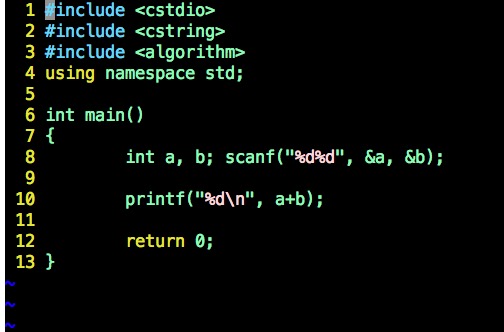 1 #include <cstdio>
2 #include <cstring>
3 #include <algorithm>
4 using namespace std;
5
6 int main()
7 {
8         int a, b; scanf("%d%d", &a, &b);
9
10         printf("%d\n", a+b);
11
12         return 0;
13 }
~
~
~